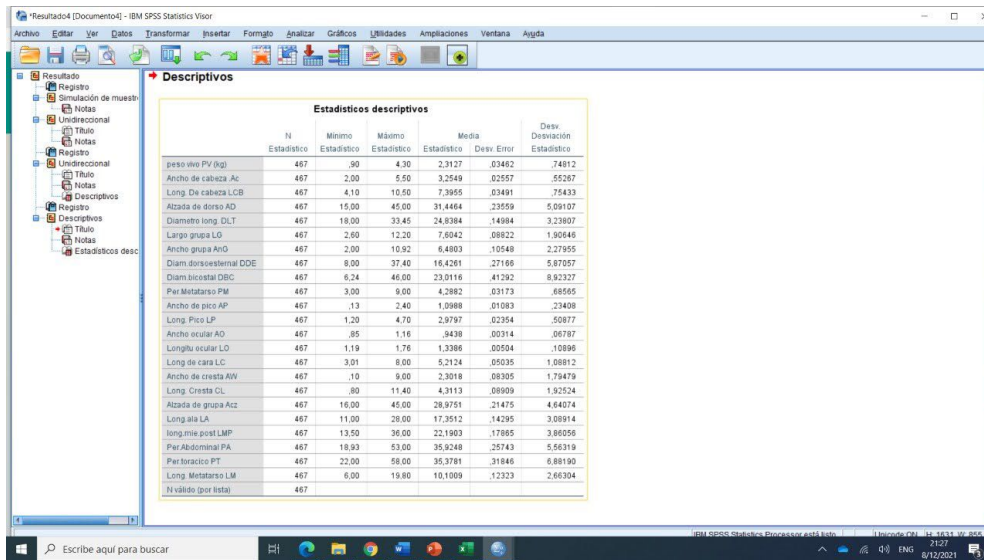 *Resultado4 [Documento4] - IBM SPSS Statistics Visor
Archivo Editar Ver Datos Transformar Insertar Formato Analizar Gráficos Utilidades Ampliaciones Ventana Ayuda
Resultado
Registro
Simulación de muestre
Notas
Unidireccional
Título
Notas
Registro
Unidireccional
Título
Notas
Descriptivos
Registro
Descriptivos
Título
Notas
Estadísticos desc
Descriptivos
Estadísticos descriptivos
N Mínimo Máximo Media Desv. Desviación
Estadístico Estadístico Estadístico Estadístico Desv. Error Estadístico
peso vivo PV (kg) 467 ,90 4,30 2,3127 ,03462 ,74812
Ancho de cabeza .Ac 467 2,00 5,50 3,2549 ,02557 ,55267
Long. De cabeza LCB 467 4,10 10,50 7,3955 ,03491 ,75433
Alzada de dorso AD 467 15,00 45,00 31,4464 ,23559 5,09107
Diametro long. DLT 467 18,00 33,45 24,8384 ,14984 3,23807
Largo grupa LG 467 2,60 12,20 7,6042 ,08822 1,90646
Ancho grupa AnG 467 2,00 10,92 6,4803 ,10548 2,27955
Diam.dorsoesternal DDE 467 8,00 37,40 16,4261 ,27166 5,87057
Diam.bicostal DBC 467 6,24 46,00 23,0116 ,41292 8,92327
Per.Metatarso PM 467 3,00 9,00 4,2882 ,03173 ,68565
Ancho de pico AP 467 ,13 2,40 1,0988 ,01083 ,23408
Long. Pico LP 467 1,20 4,70 2,9797 ,02354 ,50877
Ancho ocular AO 467 ,85 1,16 ,9438 ,00314 ,06787
Longitu ocular LO 467 1,19 1,76 1,3386 ,00504 ,10896
Long de cara LC 467 3,01 8,00 5,2124 ,05035 1,08812
Ancho de cresta AW 467 ,10 9,00 2,3018 ,08305 1,79479
Long. Cresta CL 467 ,80 11,40 4,3113 ,08909 1,92524
Alzada de grupa Acz 467 16,00 45,00 28,9751 ,21475 4,64074
Long.ala LA 467 11,00 28,00 17,3512 ,14295 3,08914
long.mie.post LMP 467 13,50 36,00 22,1903 ,17865 3,86056
Per.Abdominal PA 467 18,93 53,00 35,9248 ,25743 5,56319
Per.toracico PT 467 22,00 58,00 35,3781 ,31846 6,88190
Long. Metatarso LM 467 6,00 19,80 10,1009 ,12323 2,66304
N válido (por lista) 467
IBM SPSS Statistics Processor está listo Unicode:ON H: 1631, W: 855
Escribe aquí para buscar
ENG 21:27
8/12/2021